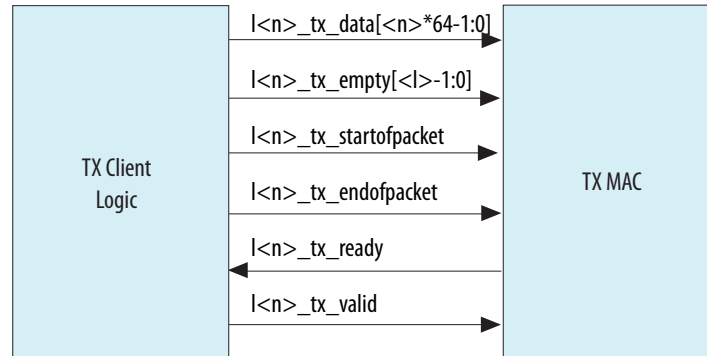 l<n>_tx_data[<n>*64-1:0]
l<n>_tx_empty[<l>-1:0]
l<n>_tx_startofpacket
TX Client
Logic
TX MAC
l<n>_tx_endofpacket
l<n>_tx_ready
l<n>_tx_valid